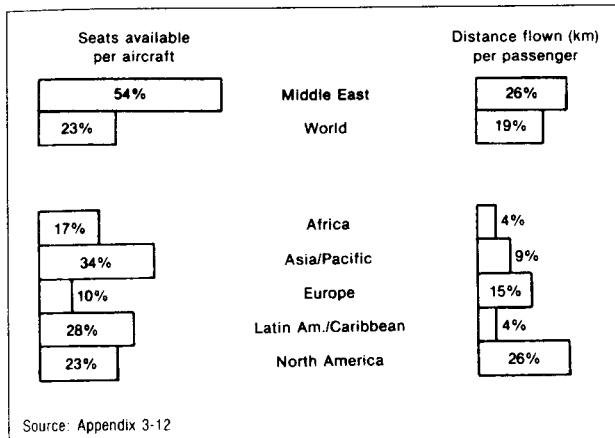 Seats available
per aircraft
Distance flown (km)
per passenger
54% Middle East 26%
23% World 19%
17% Africa 4%
34% Asia/Pacific 9%
10% Europe 15%
28% Latin Am./Caribbean 4%
23% North America 26%
Source: Appendix 3-12